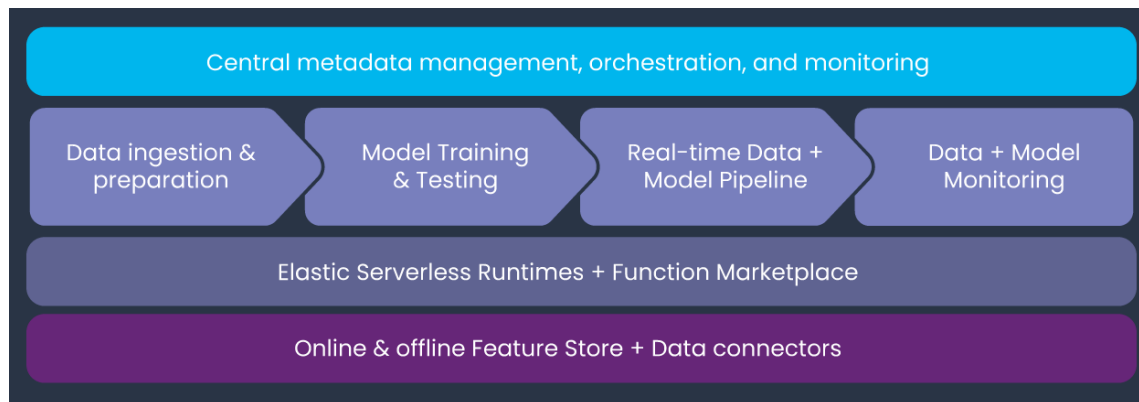 Central metadata management, orchestration, and monitoring
Data ingestion &
preparation
Model Training
& Testing
Real-time Data +
Model Pipeline
Data + Model
Monitoring
Elastic Serverless Runtimes + Function Marketplace
Online & offline Feature Store + Data connectors